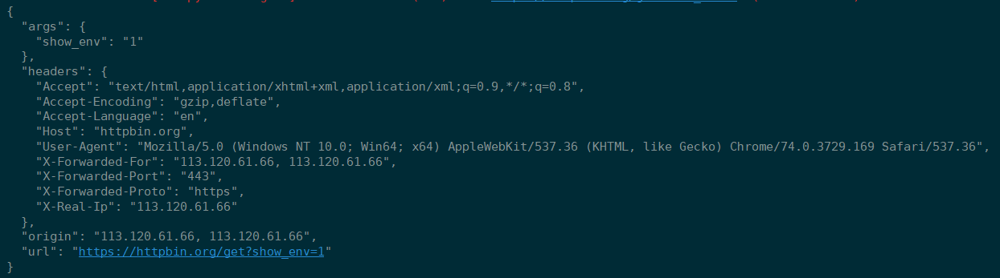 {
  "args": {
    "show_env": "1"
  },
  "headers": {
    "Accept": "text/html,application/xhtml+xml,application/xml;q=0.9,*/*;q=0.8",
    "Accept-Encoding": "gzip,deflate",
    "Accept-Language": "en",
    "Host": "httpbin.org",
    "User-Agent": "Mozilla/5.0 (Windows NT 10.0; Win64; x64) AppleWebKit/537.36 (KHTML, like Gecko) Chrome/74.0.3729.169 Safari/537.36",
    "X-Forwarded-For": "113.120.61.66, 113.120.61.66",
    "X-Forwarded-Port": "443",
    "X-Forwarded-Proto": "https",
    "X-Real-Ip": "113.120.61.66"
  },
  "origin": "113.120.61.66, 113.120.61.66",
  "url": "https://httpbin.org/get?show_env=1"
}